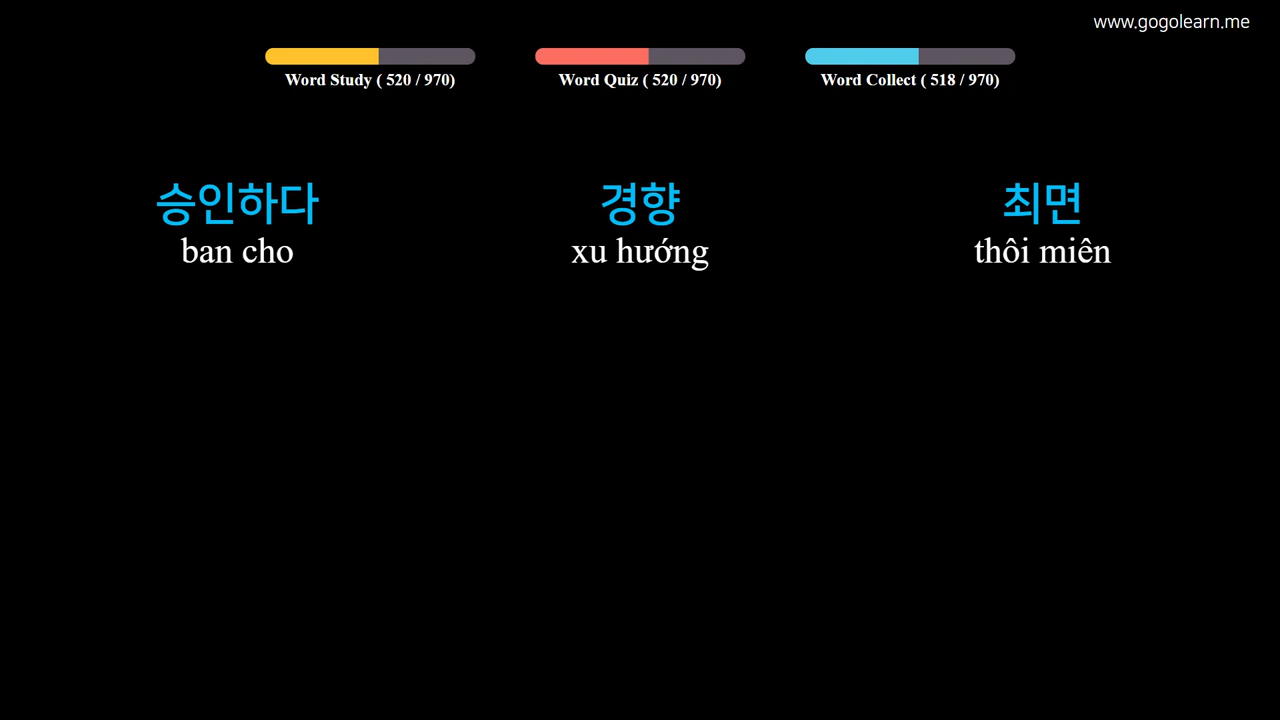 www.gogolearn.me
Word Study ( 520 / 970)
Word Quiz ( 520 / 970)
Word Collect ( 518 / 970)
승인하다
ban cho
경향
xu hướng
최면
thôi miên